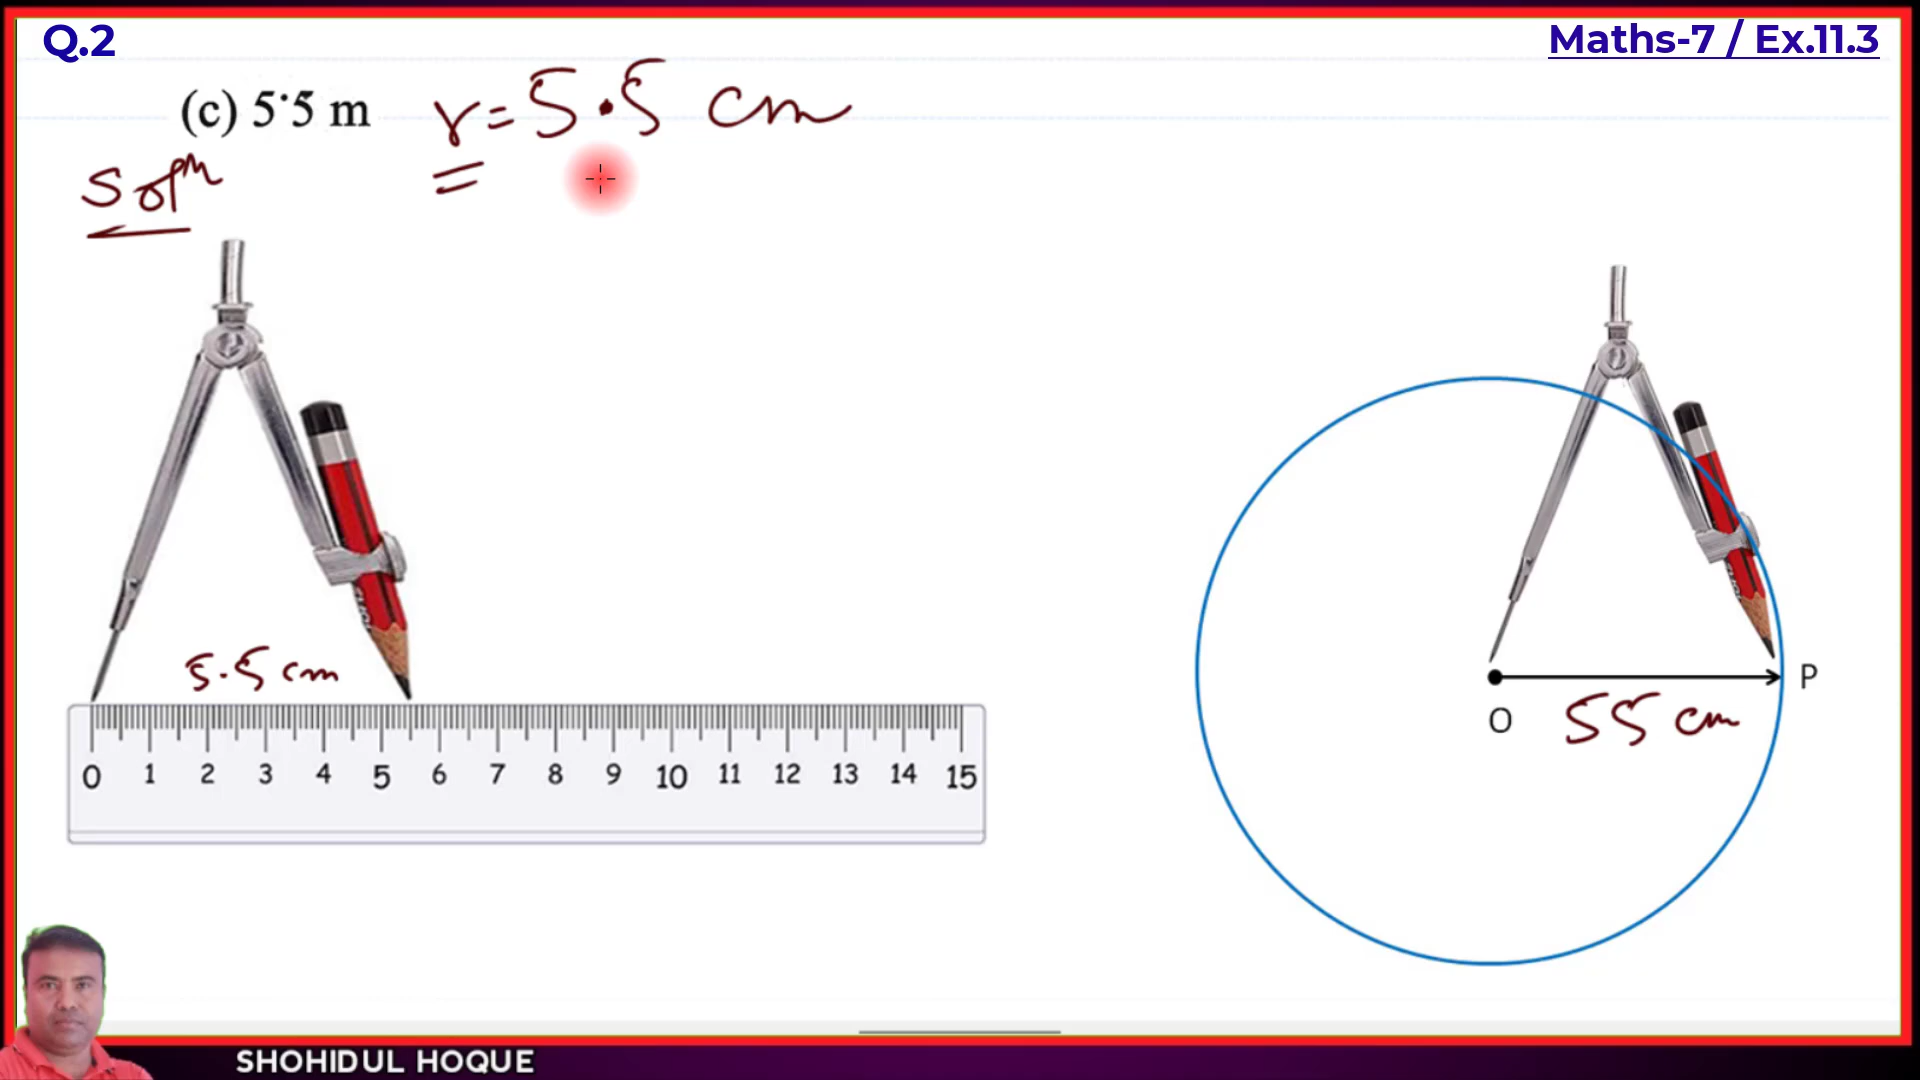 Q.2
Maths-7 / Ex.11.3
(c) 5·5 m r = 5.5 cm
Solⁿ
5.5 cm
0 1 2 3 4 5 6 7 8 9 10 11 12 13 14 15
P
O
55 cm
SHOHIDUL HOQUE